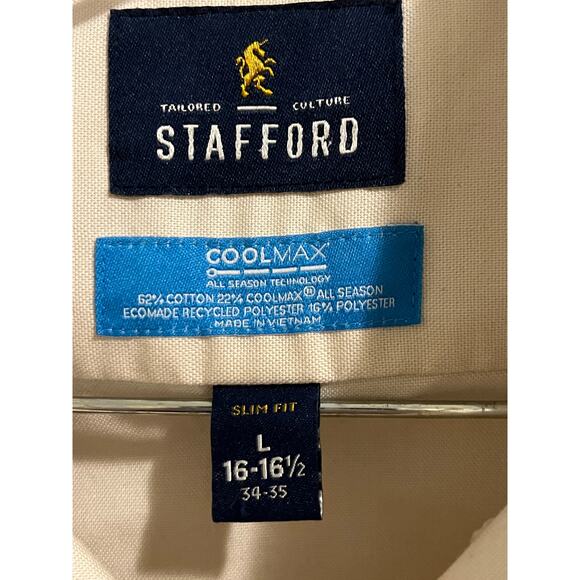 TAILORED CULTURE
STAFFORD
COOLMAX
ALL SEASON TECHNOLOGY
62% COTTON 22% COOLMAX® ALL SEASON
ECOMADE RECYCLED POLYESTER 16% POLYESTER
MADE IN VIETNAM
SLIM FIT
L
16-16½
34-35